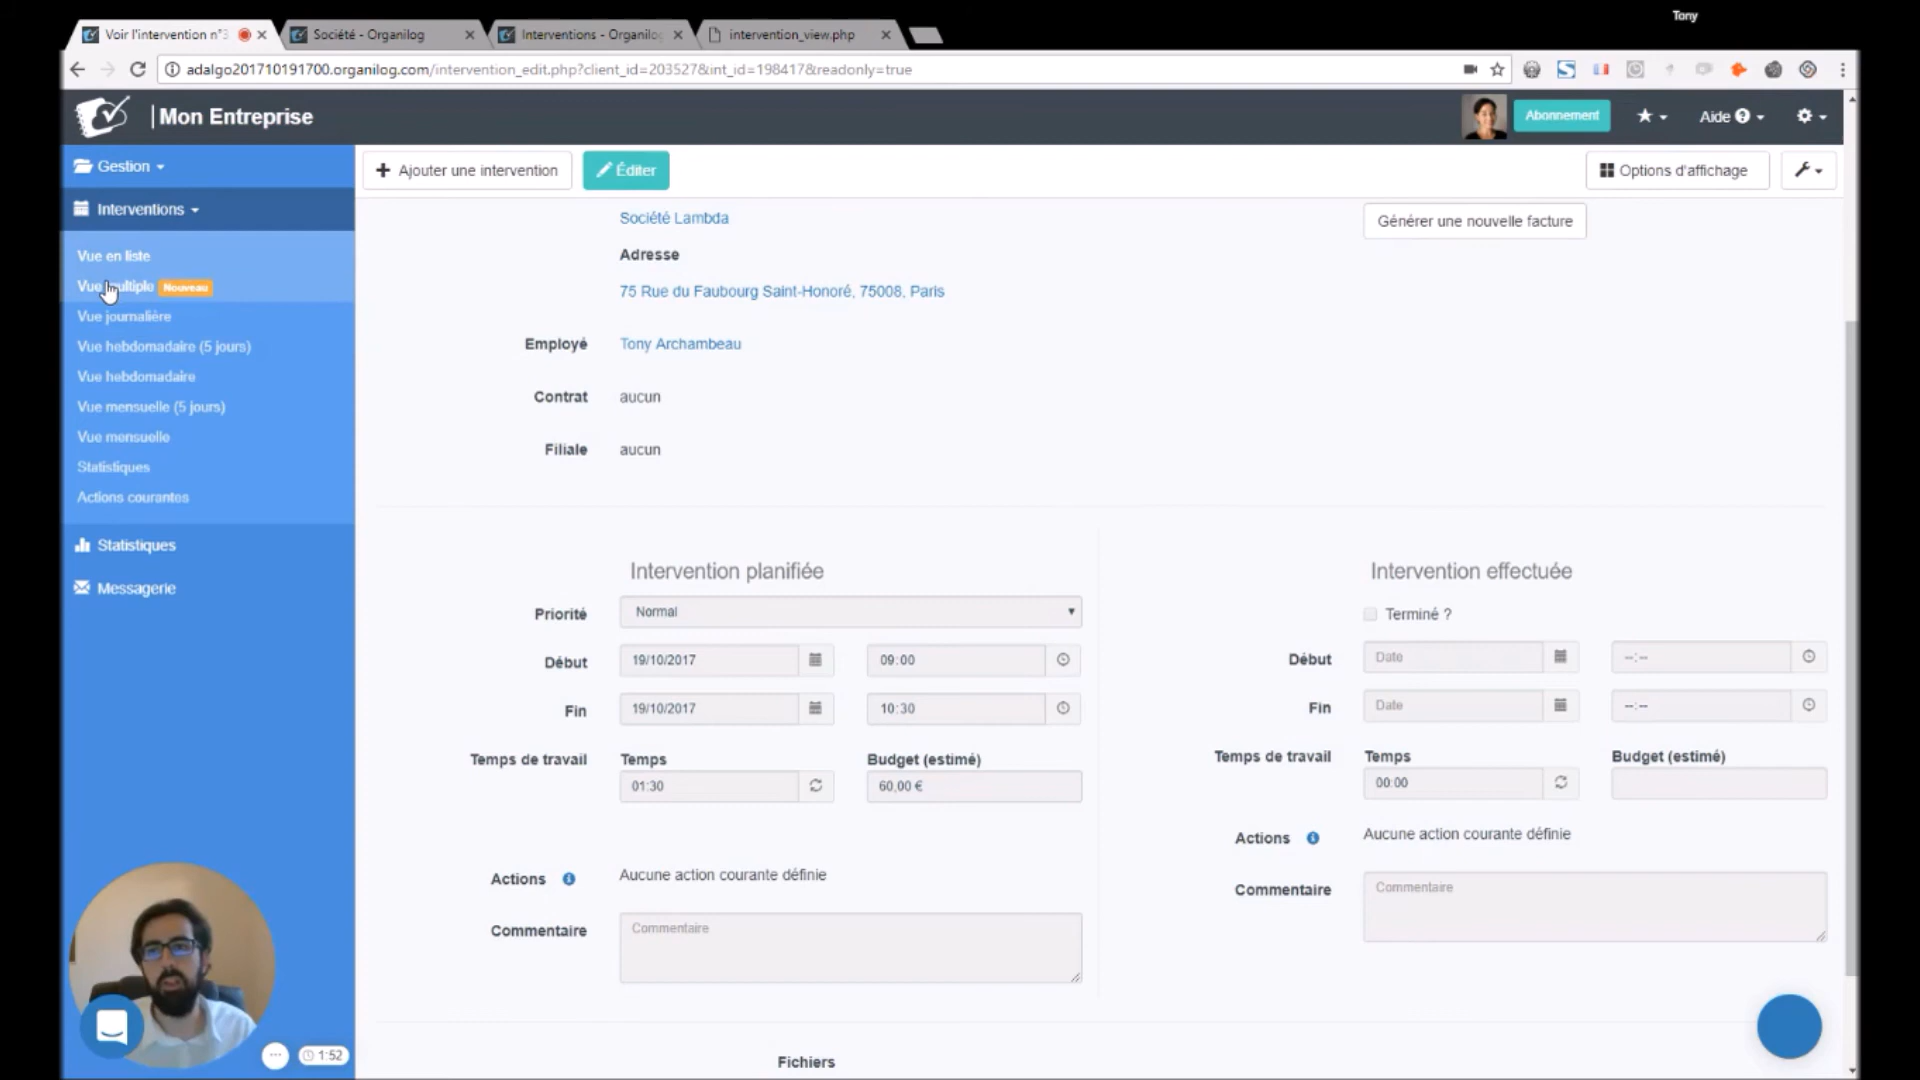 Tony
Voir l'intervention n°3
Société - Organilog
Interventions - Organilog
intervention_view.php
adalgo201710191700.organilog.com/intervention_edit.php?client_id=203527&int_id=198417&readonly=true
Mon Entreprise
Abonnement
Aide
Gestion
Ajouter une intervention
Éditer
Options d'affichage
Interventions
Société Lambda
Générer une nouvelle facture
Vue en liste
Adresse
Vue multiple Nouveau
75 Rue du Faubourg Saint-Honoré, 75008, Paris
Vue journalière
Vue hebdomadaire (5 jours)
Employé Tony Archambeau
Vue hebdomadaire
Contrat aucun
Vue mensuelle (5 jours)
Vue mensuelle
Filiale aucun
Statistiques
Actions courantes
Statistiques
Messagerie
Intervention planifiée
Priorité Normal
Début 19/10/2017 09:00
Fin 19/10/2017 10:30
Temps de travail Temps Budget (estimé)
01:30 60,00 €
Actions Aucune action courante définie
Commentaire Commentaire
Intervention effectuée
Terminé ?
Début Date --:--
Fin Date --:--
Temps de travail Temps Budget (estimé)
00:00
Actions Aucune action courante définie
Commentaire Commentaire
1:52
Fichiers